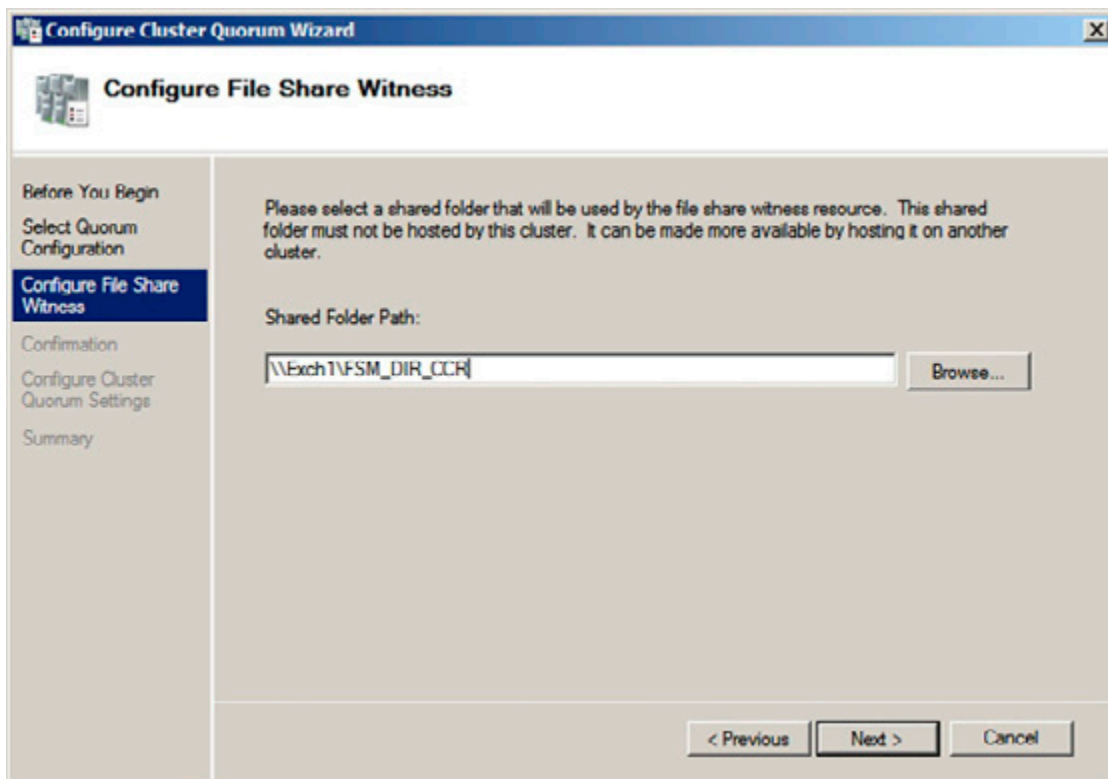 Configure Cluster Quorum Wizard
Configure File Share Witness
Before You Begin
Select Quorum
Configuration
Configure File Share
Witness
Confirmation
Configure Cluster
Quorum Settings
Summary
Please select a shared folder that will be used by the file share witness resource. This shared
folder must not be hosted by this cluster. It can be made more available by hosting it on another
cluster.
Shared Folder Path:
\\Exch1\FSM_DIR_CCR
Browse...
< Previous
Next >
Cancel